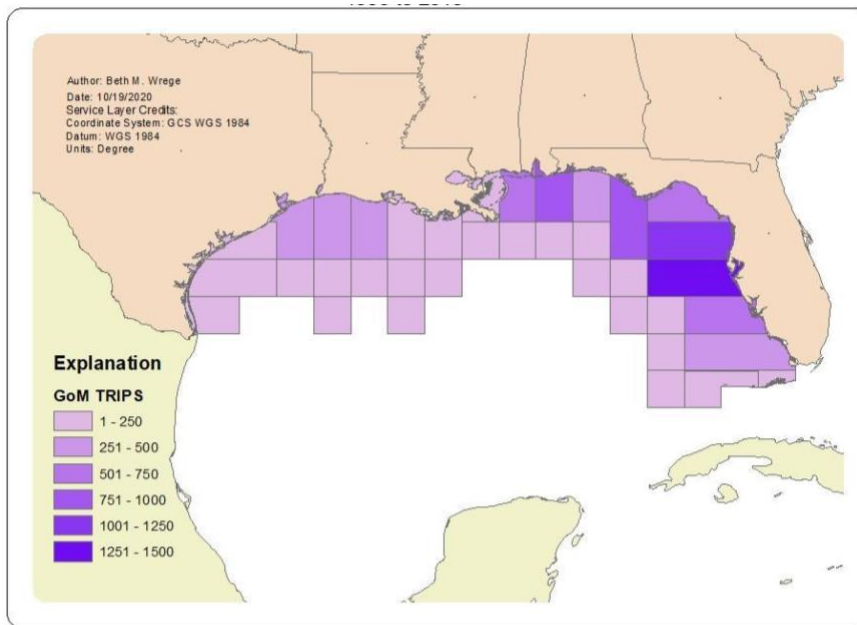 Author: Beth M. Wrege
Date: 10/19/2020
Service Layer Credits:
Coordinate System: GCS WGS 1984
Datum: WGS 1984
Units: Degree
Explanation
GoM TRIPS
1 - 250
251 - 500
501 - 750
751 - 1000
1001 - 1250
1251 - 1500